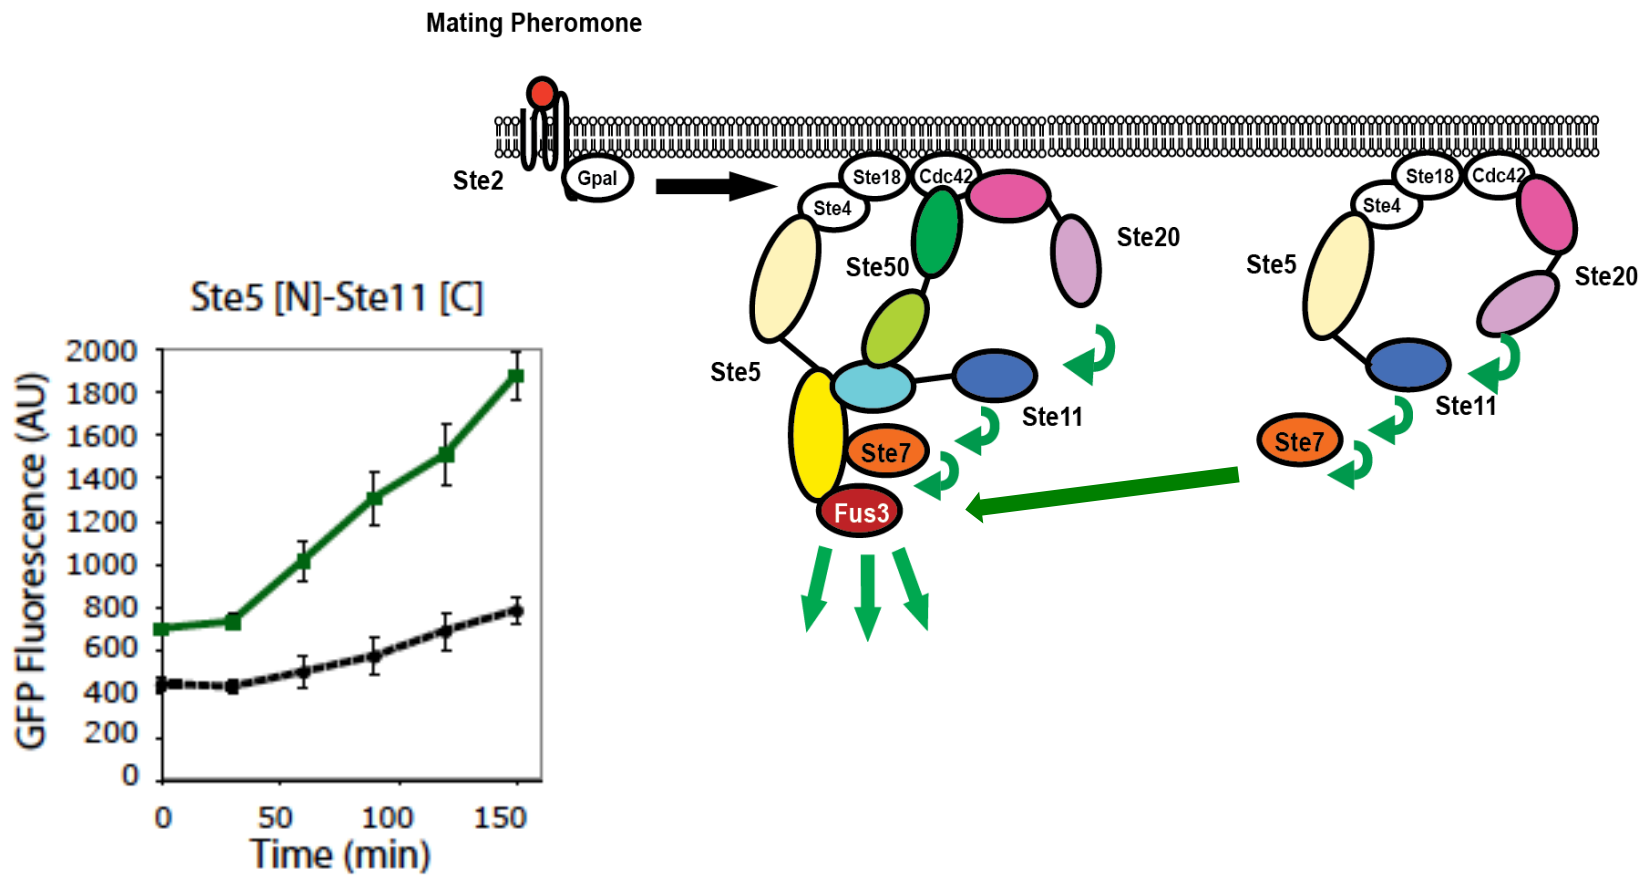 Mating Pheromone
Ste2
Gpal
Ste18
Cdc42
Ste4
Ste50
Ste20
Ste5
Ste11
Ste7
Fus3
Ste18
Cdc42
Ste4
Ste5
Ste20
Ste11
Ste7
Ste5 [N]-Ste11 [C]
GFP Fluorescence (AU)
2000
1800
1600
1400
1200
1000
800
600
400
200
0
0 50 100 150
Time (min)